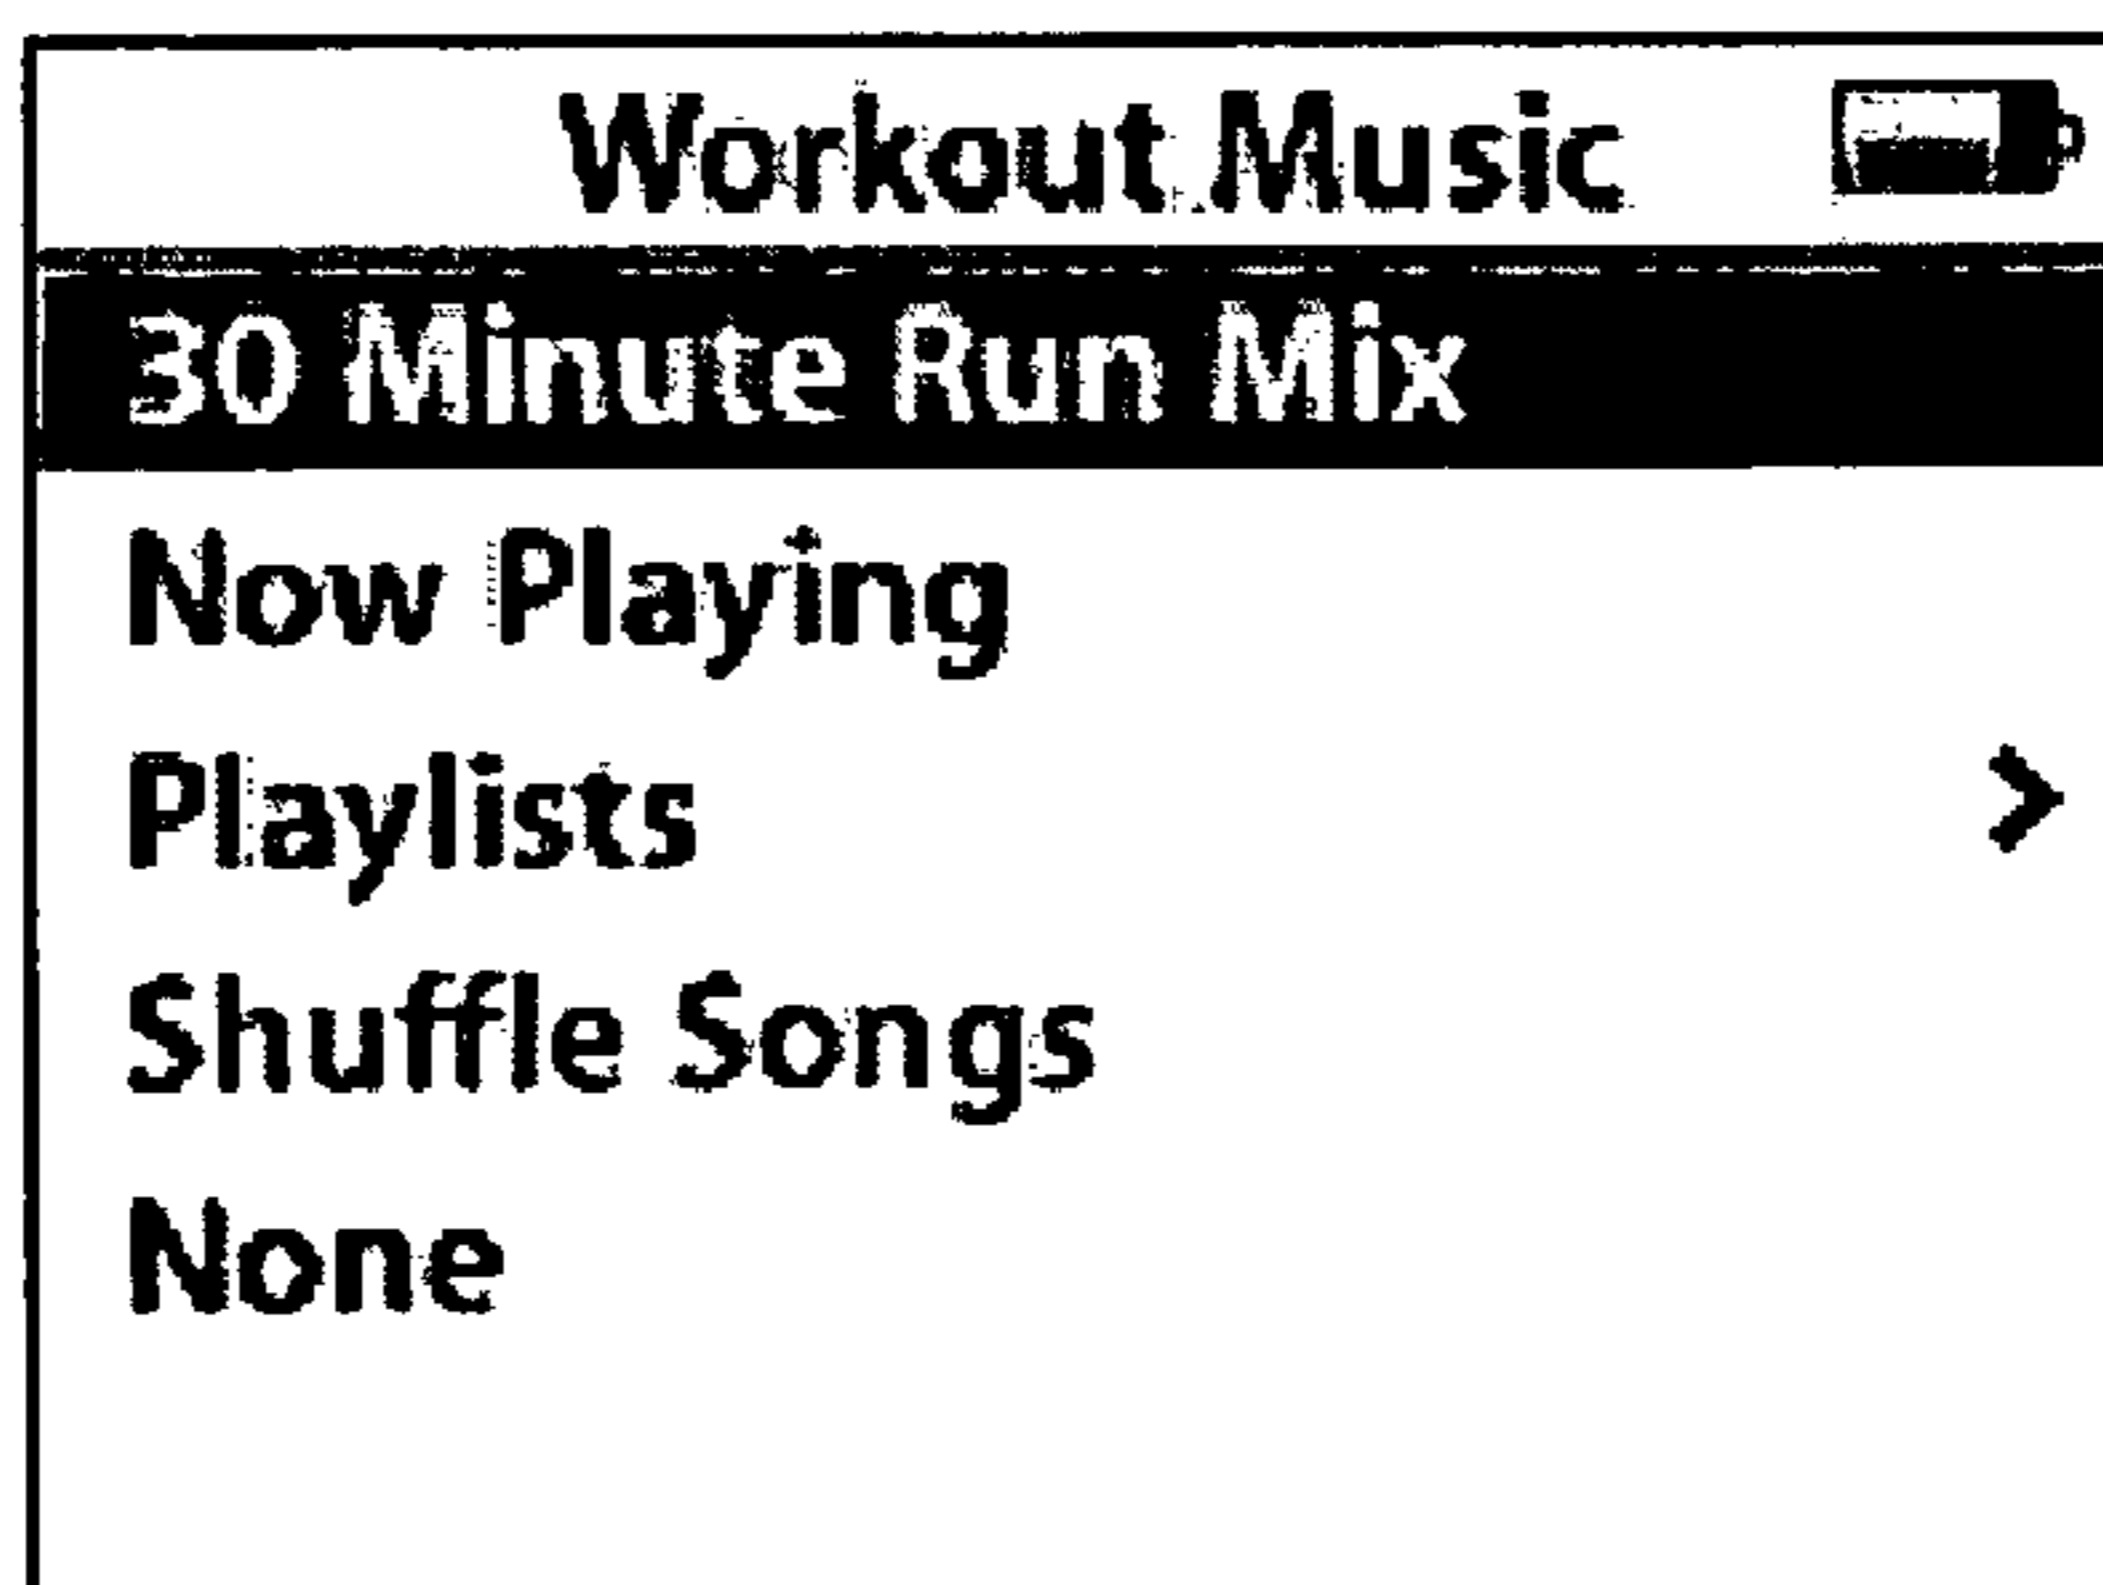 Workout Music
30 Minute Run Mix
Now Playing
Playlists >
Shuffle Songs
None